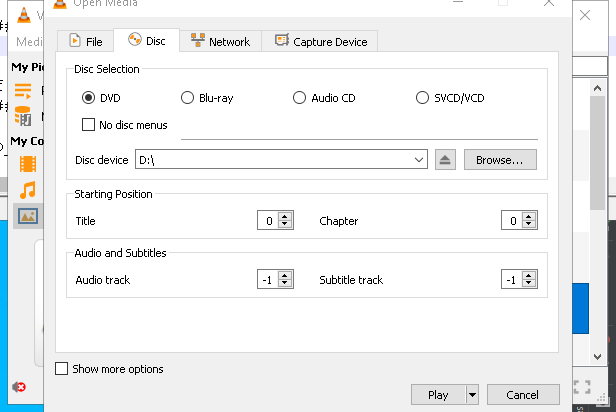 Open Media
Medi
File
Disc
Network
Capture Device
My Pic
Disc Selection
DVD
Blu-ray
Audio CD
SVCD/VCD
No disc menus
My Co
Disc device
D:\
Browse...
Starting Position
Title
0
Chapter
0
Audio and Subtitles
Audio track
-1
Subtitle track
-1
Show more options
Play
Cancel